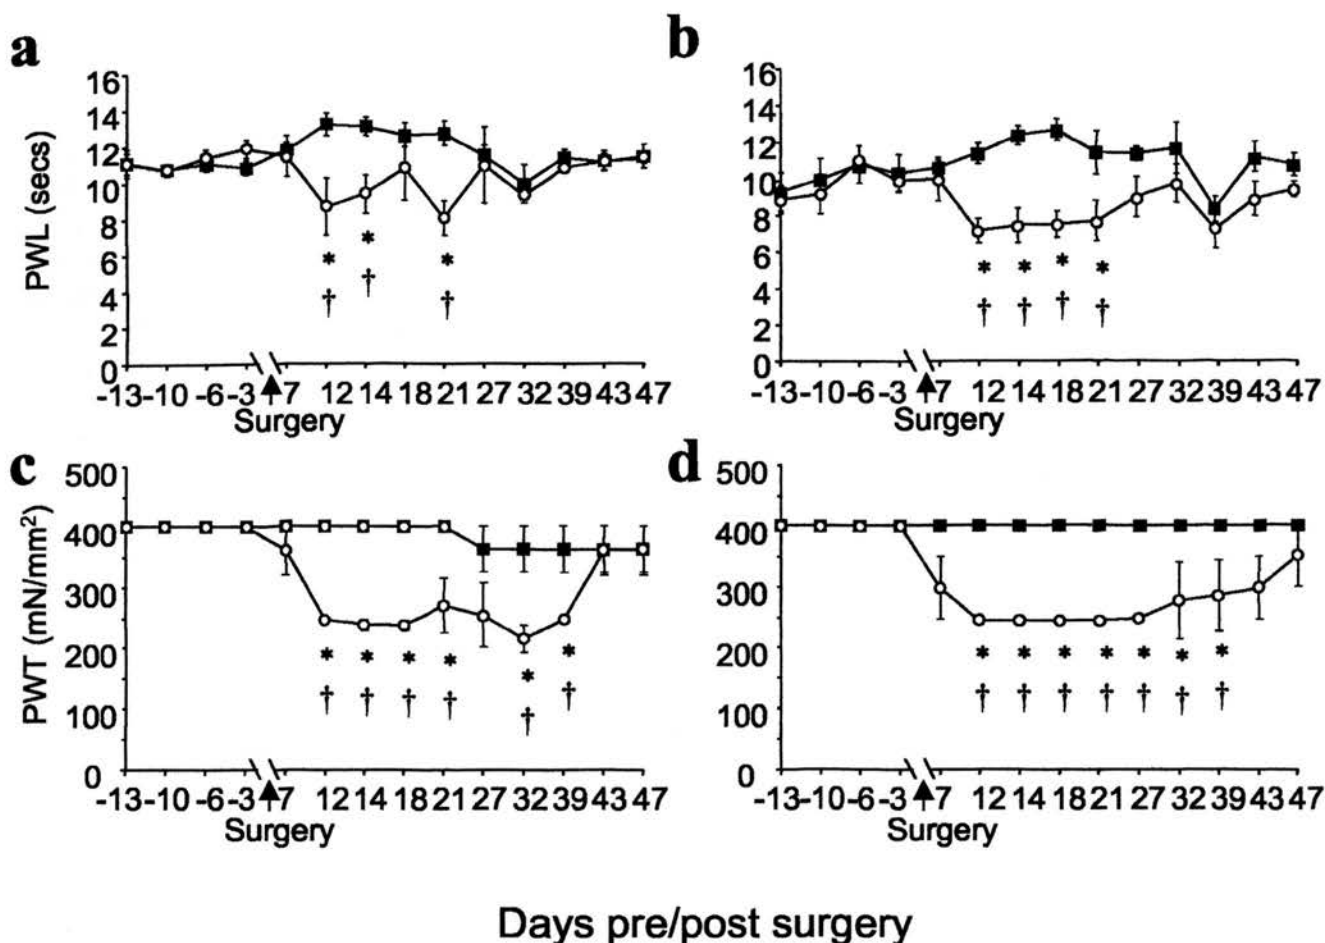 a
16
14
12
10
8
6
4
2
0
PWL (secs)
* * *
† † †
-13 -10 -6 -3 7 12 14 18 21 27 32 39 43 47
Surgery
b
16
14
12
10
8
6
4
2
0
* * * *
† † † †
-13 -10 -6 -3 7 12 14 18 21 27 32 39 43 47
Surgery
c
500
400
300
200
100
0
PWT (mN/mm²)
* * * * * *
† † † † † †
-13 -10 -6 -3 7 12 14 18 21 27 32 39 43 47
Surgery
d
500
400
300
200
100
0
* * * * * * *
† † † † † † †
-13 -10 -6 -3 7 12 14 18 21 27 32 39 43 47
Surgery
Days pre/post surgery